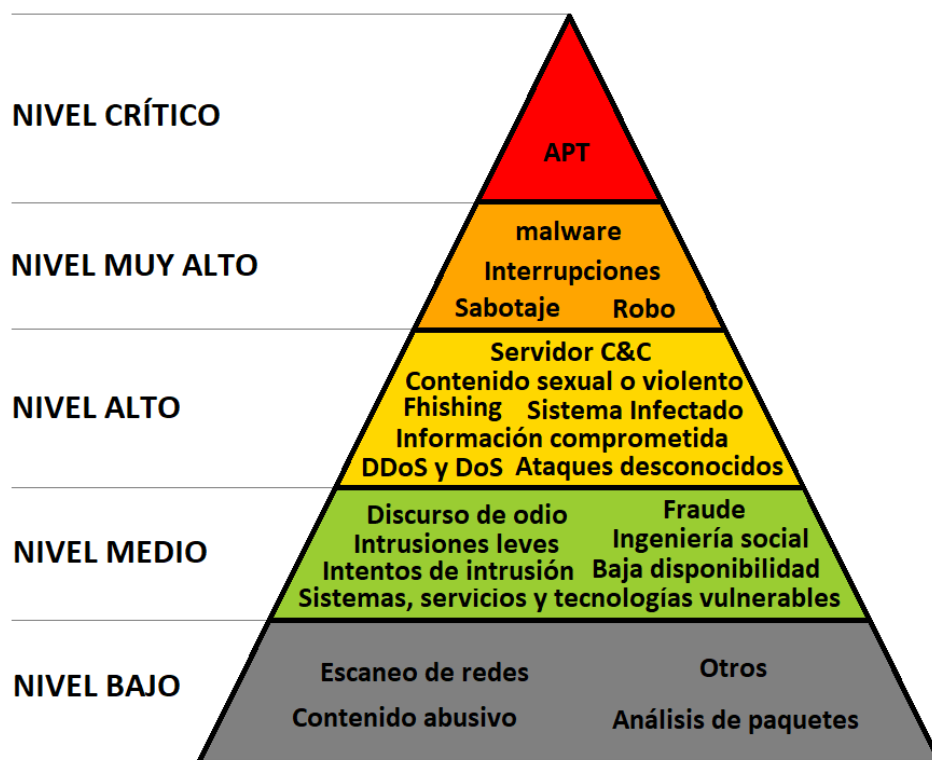 NIVEL CRÍTICO
APT
NIVEL MUY ALTO
malware
Interrupciones
Sabotaje Robo
NIVEL ALTO
Servidor C&C
Contenido sexual o violento
Fhishing Sistema Infectado
Información comprometida
DDoS y DoS Ataques desconocidos
NIVEL MEDIO
Discurso de odio Fraude
Intrusiones leves Ingeniería social
Intentos de intrusión Baja disponibilidad
Sistemas, servicios y tecnologías vulnerables
NIVEL BAJO
Escaneo de redes Otros
Contenido abusivo Análisis de paquetes